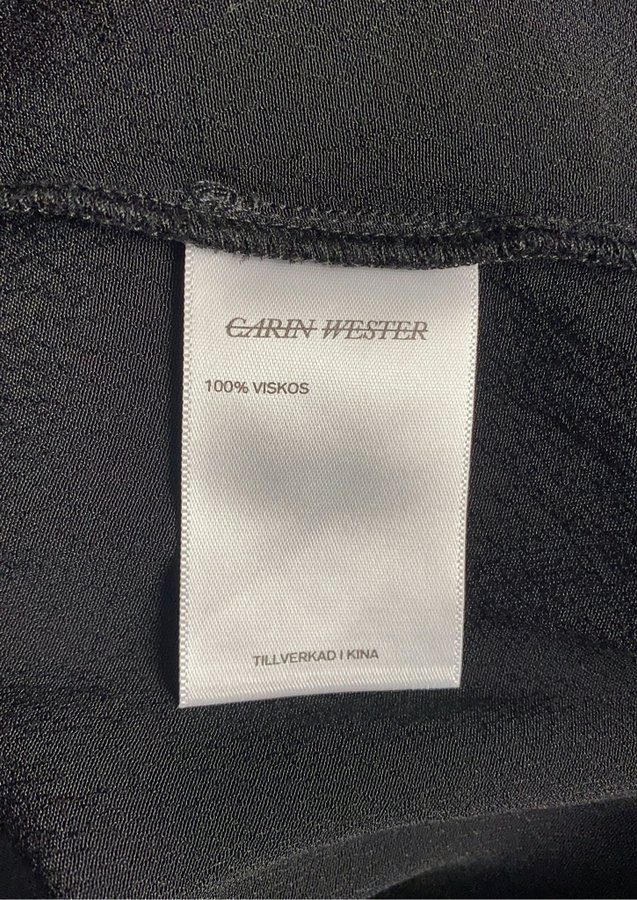 CARIN WESTER
100% VISKOS
TILLVERKAD I KINA